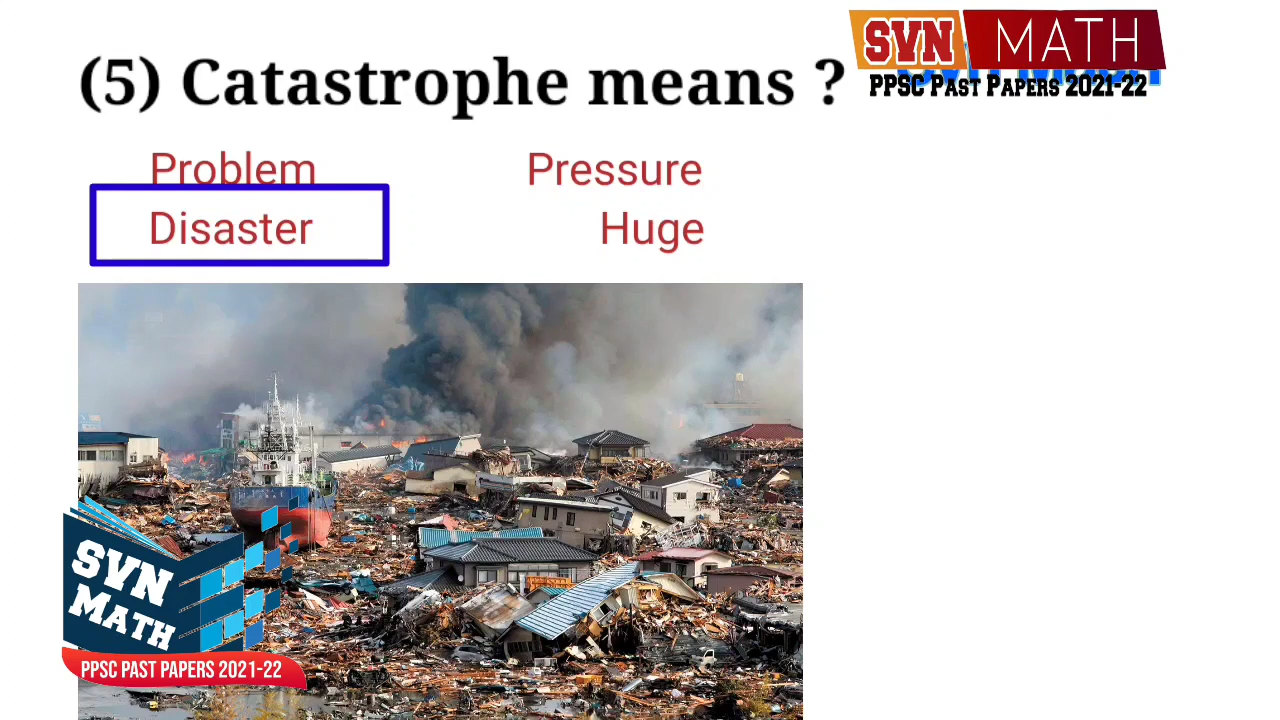 (5) Catastrophe means ?
SVN MATH
PPSC PAST PAPERS 2021-22
Problem Pressure
Disaster Huge
SVN
MATH
PPSC PAST PAPERS 2021-22